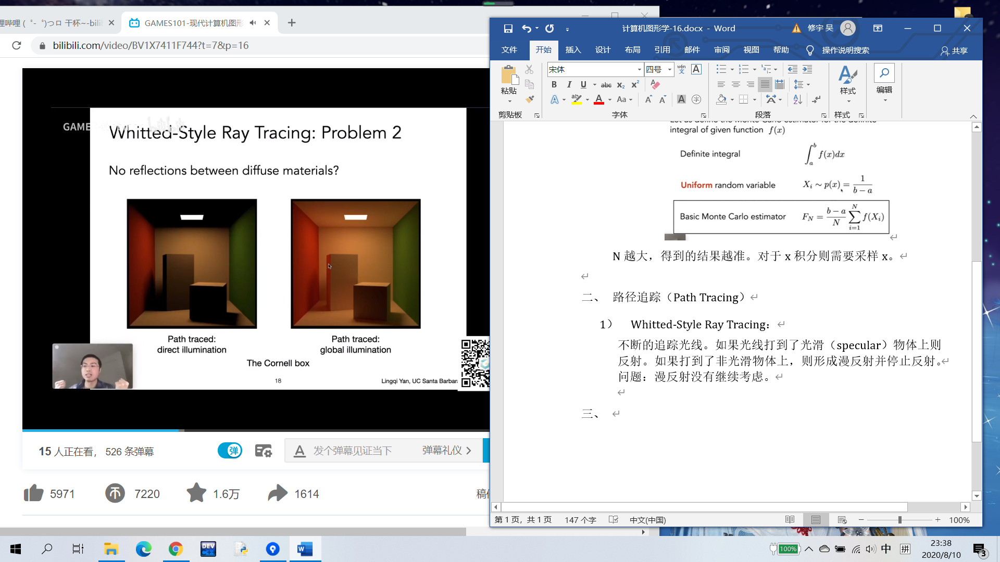 哩哔哩 (゜-゜)つロ 干杯~-bili
GAMES101-现代计算机图形
bilibili.com/video/BV1X7411F744?t=7&p=16
GAME
Whitted-Style Ray Tracing: Problem 2
No reflections between diffuse materials?
Path traced:
direct illumination
Path traced:
global illumination
The Cornell box
18
Lingqi Yan, UC Santa Barbar
15 人正在看， 526 条弹幕
弹
发个弹幕见证当下
弹幕礼仪 >
5971
7220
1.6万
1614
稿
计算机图形学-16.docx - Word
修宇 吴
文件 开始 插入 设计 布局 引用 邮件 审阅 视图 帮助 操作说明搜索 共享
宋体 四号 wén 文 A
粘贴
B I U abc X₂ X²
A ab A Aa A A A 字
样式
编辑
剪贴板 字体 段落 样式
integral of given function f(x)
Definite integral ∫_a^b f(x)dx
Uniform random variable X_i ~ p(x) = 1/(b − a)
Basic Monte Carlo estimator F_N = (b − a)/N ∑_{i=1}^{N} f(X_i)
N 越大，得到的结果越准。对于 x 积分则需要采样 x。
二、 路径追踪（Path Tracing）
1） Whitted-Style Ray Tracing：
不断的追踪光线。如果光线打到了光滑（specular）物体上则
反射。如果打到了非光滑物体上，则形成漫反射并停止反射。
问题：漫反射没有继续考虑。
三、
第 1 页，共 1 页 147 个字 中文(中国) 100%
DEV C++
W
100%
中
拼
23:38
2020/8/10
3